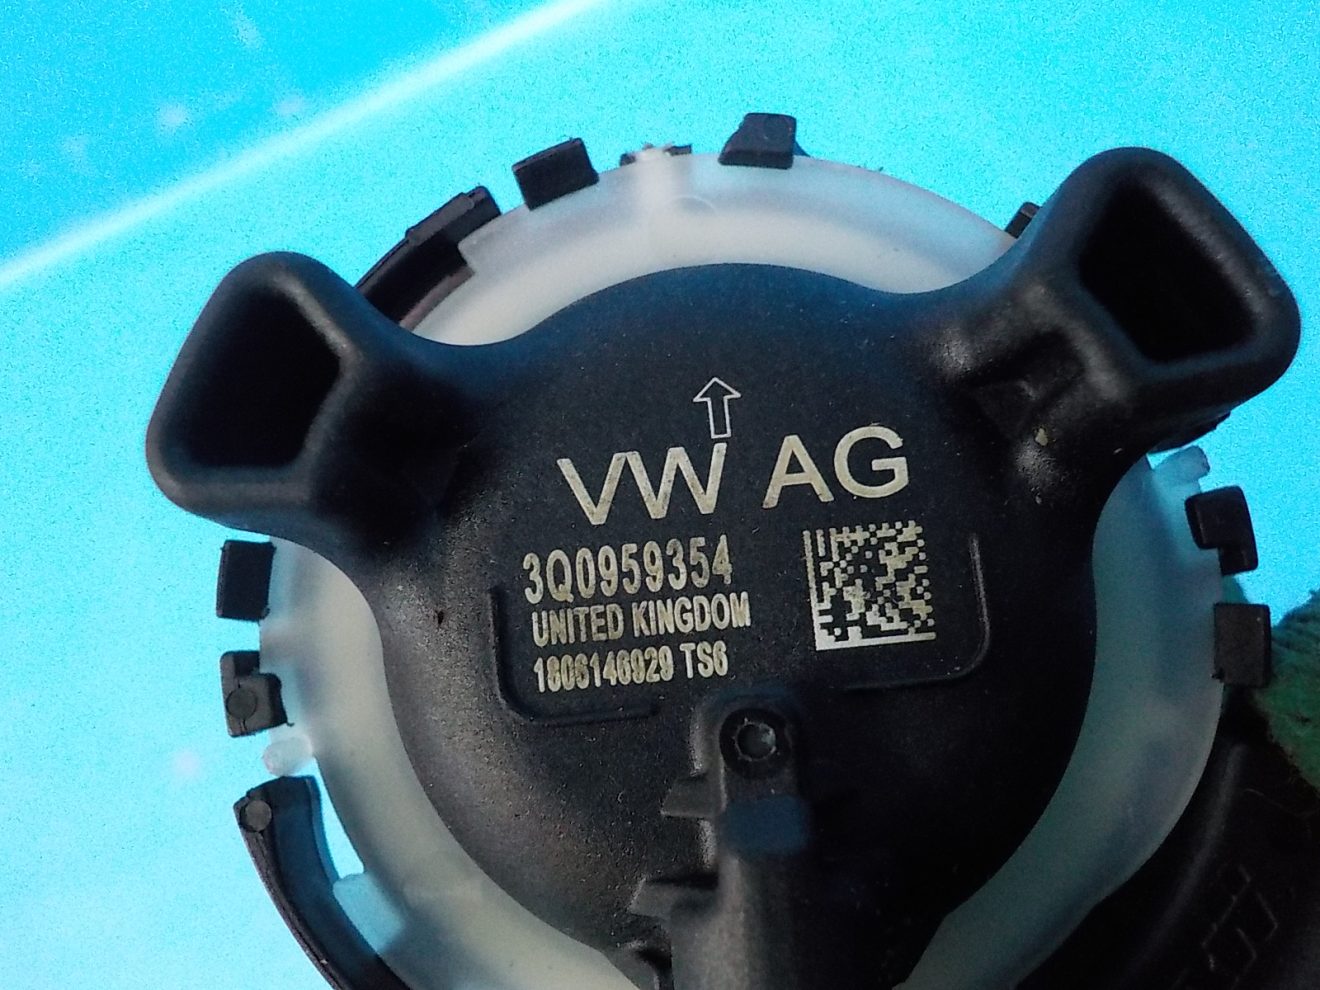 VW AG
3Q0959354
UNITED KINGDOM
1806146929 TS6